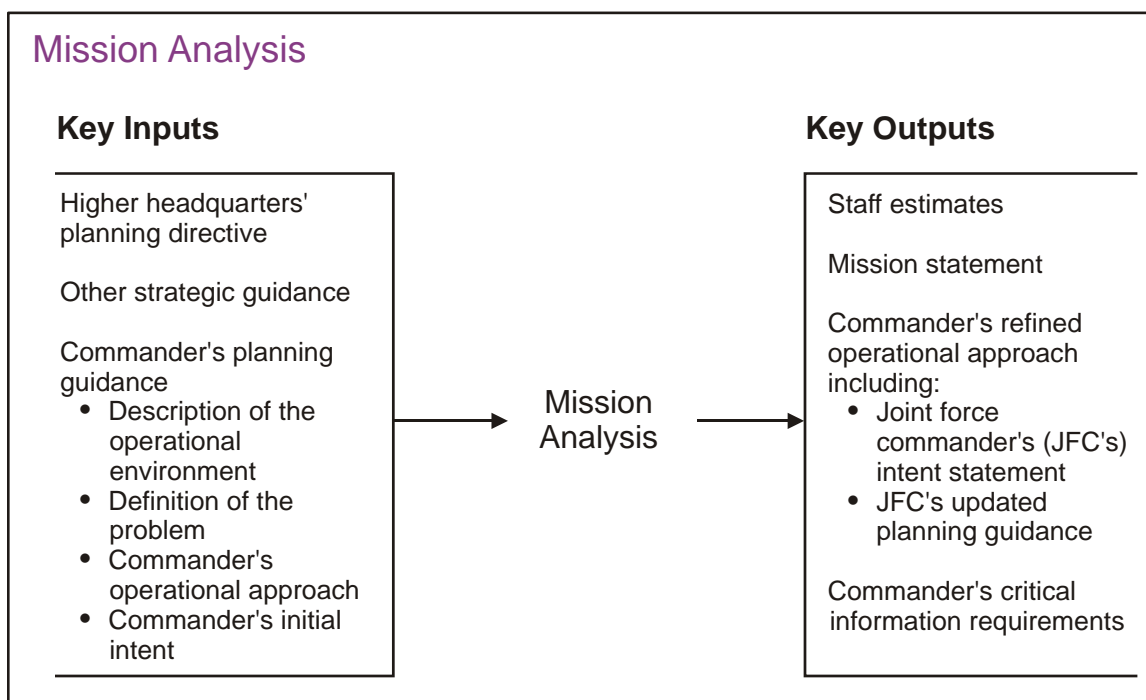 Mission Analysis
Key Inputs
Higher headquarters'
planning directive
Other strategic guidance
Commander's planning
guidance
• Description of the
operational
environment
• Definition of the
problem
• Commander's
operational approach
• Commander's initial
intent
Mission
Analysis
Key Outputs
Staff estimates
Mission statement
Commander's refined
operational approach
including:
• Joint force
commander's (JFC's)
intent statement
• JFC's updated
planning guidance
Commander's critical
information requirements